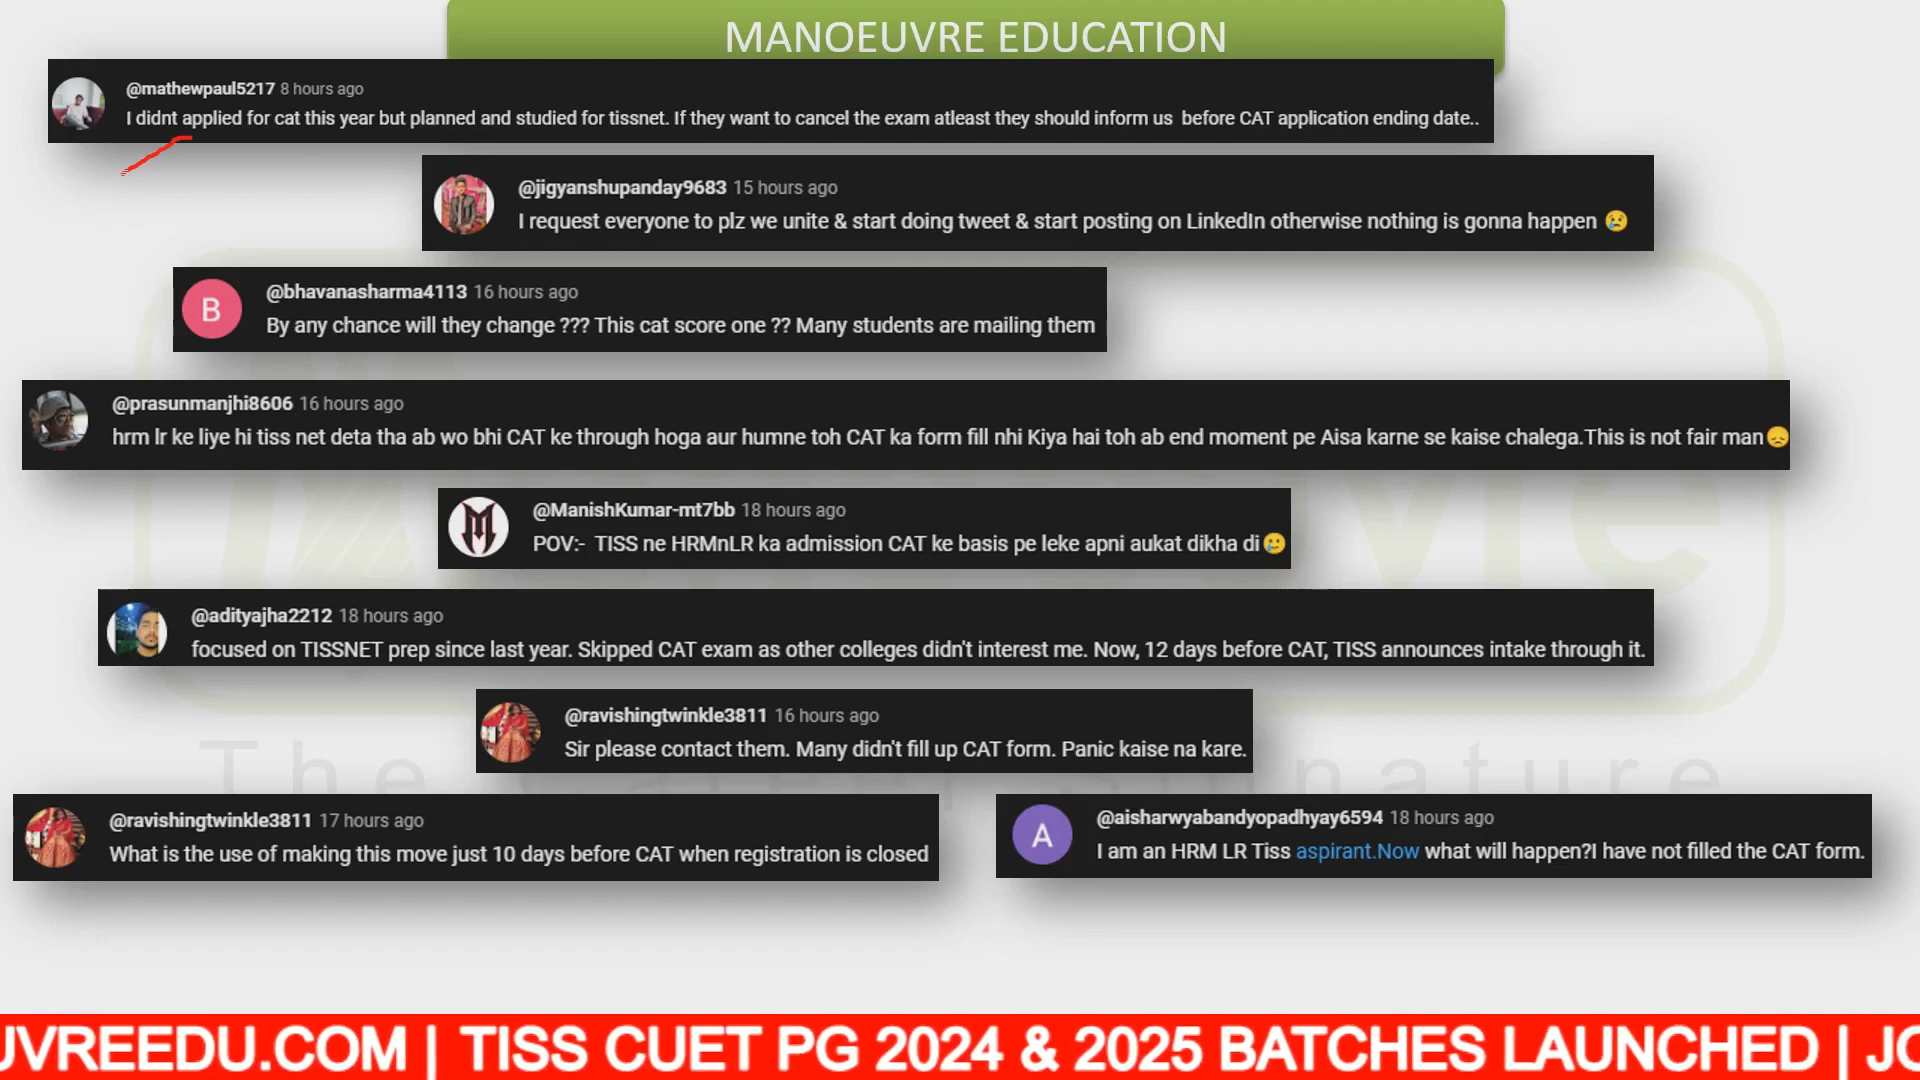 MANOEUVRE EDUCATION
@mathewpaul5217 8 hours ago
I didnt applied for cat this year but planned and studied for tissnet. If they want to cancel the exam atleast they should inform us before CAT application ending date..
@jigyanshupanday9683 15 hours ago
I request everyone to plz we unite & start doing tweet & start posting on LinkedIn otherwise nothing is gonna happen 😢
B
@bhavanasharma4113 16 hours ago
By any chance will they change ??? This cat score one ?? Many students are mailing them
@prasunmanjhi8606 16 hours ago
hrm lr ke liye hi tiss net deta tha ab wo bhi CAT ke through hoga aur humne toh CAT ka form fill nhi Kiya hai toh ab end moment pe Aisa karne se kaise chalega.This is not fair man😞
@ManishKumar-mt7bb 18 hours ago
POV:- TISS ne HRMnLR ka admission CAT ke basis pe leke apni aukat dikha di🥲
@adityajha2212 18 hours ago
focused on TISSNET prep since last year. Skipped CAT exam as other colleges didn't interest me. Now, 12 days before CAT, TISS announces intake through it.
@ravishingtwinkle3811 16 hours ago
Sir please contact them. Many didn't fill up CAT form. Panic kaise na kare.
@ravishingtwinkle3811 17 hours ago
What is the use of making this move just 10 days before CAT when registration is closed
A
@aisharwyabandyopadhyay6594 18 hours ago
I am an HRM LR Tiss aspirant.Now what will happen?I have not filled the CAT form.
UVREEDU.COM | TISS CUET PG 2024 & 2025 BATCHES LAUNCHED | JO